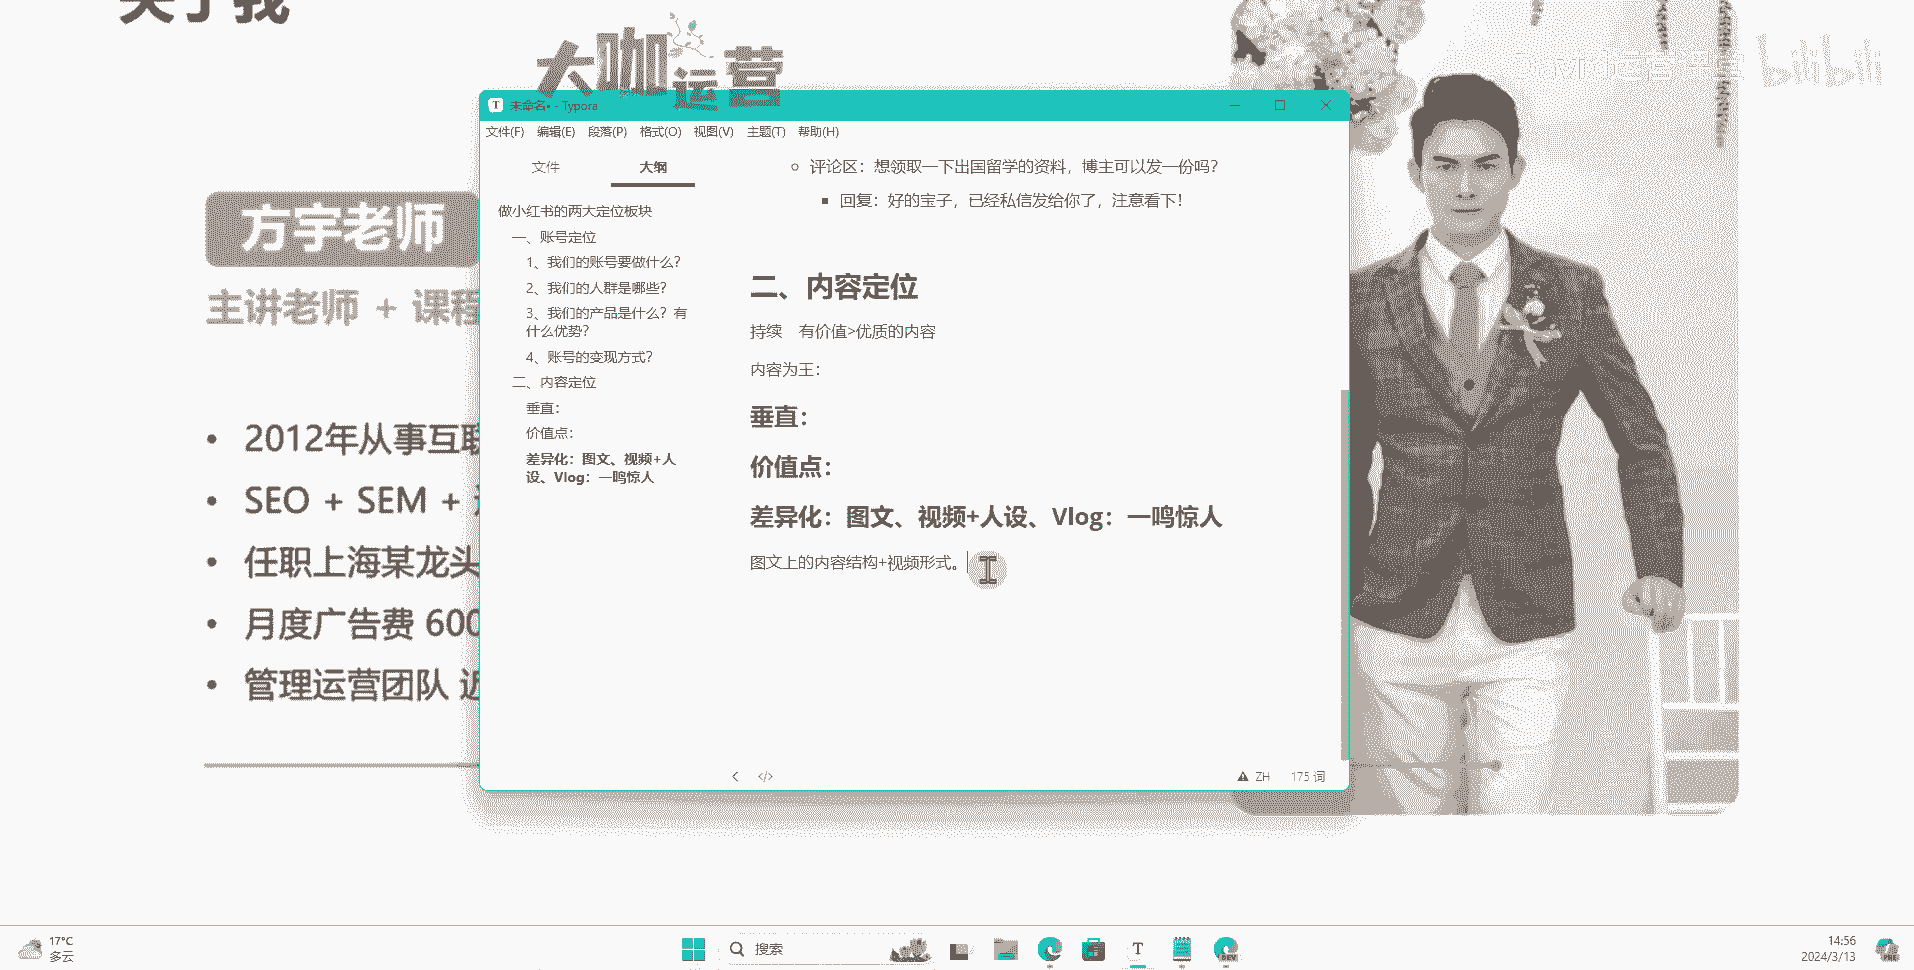 关于我
大咖运营
bilibili
方宇老师
主讲老师 + 课程
2012年从事互联
SEO + SEM +
任职上海某龙头
月度广告费 600
管理运营团队 近
未命名• - Typora
文件(F) 编辑(E) 段落(P) 格式(O) 视图(V) 主题(T) 帮助(H)
文件 大纲
做小红书的两大定位板块
一、账号定位
1、我们的账号要做什么？
2、我们的人群是哪些？
3、我们的产品是什么？有
什么优势？
4、账号的变现方式？
二、内容定位
垂直：
价值点：
差异化：图文、视频+人
设、Vlog：一鸣惊人
评论区：想领取一下出国留学的资料，博主可以发一份吗？
回复：好的宝子，已经私信发给你了，注意看下！
二、内容定位
持续 有价值>优质的内容
内容为王：
垂直：
价值点：
差异化：图文、视频+人设、Vlog：一鸣惊人
图文上的内容结构+视频形式。
ZH 175 词
17°C
多云
搜索
14:56
2024/3/13